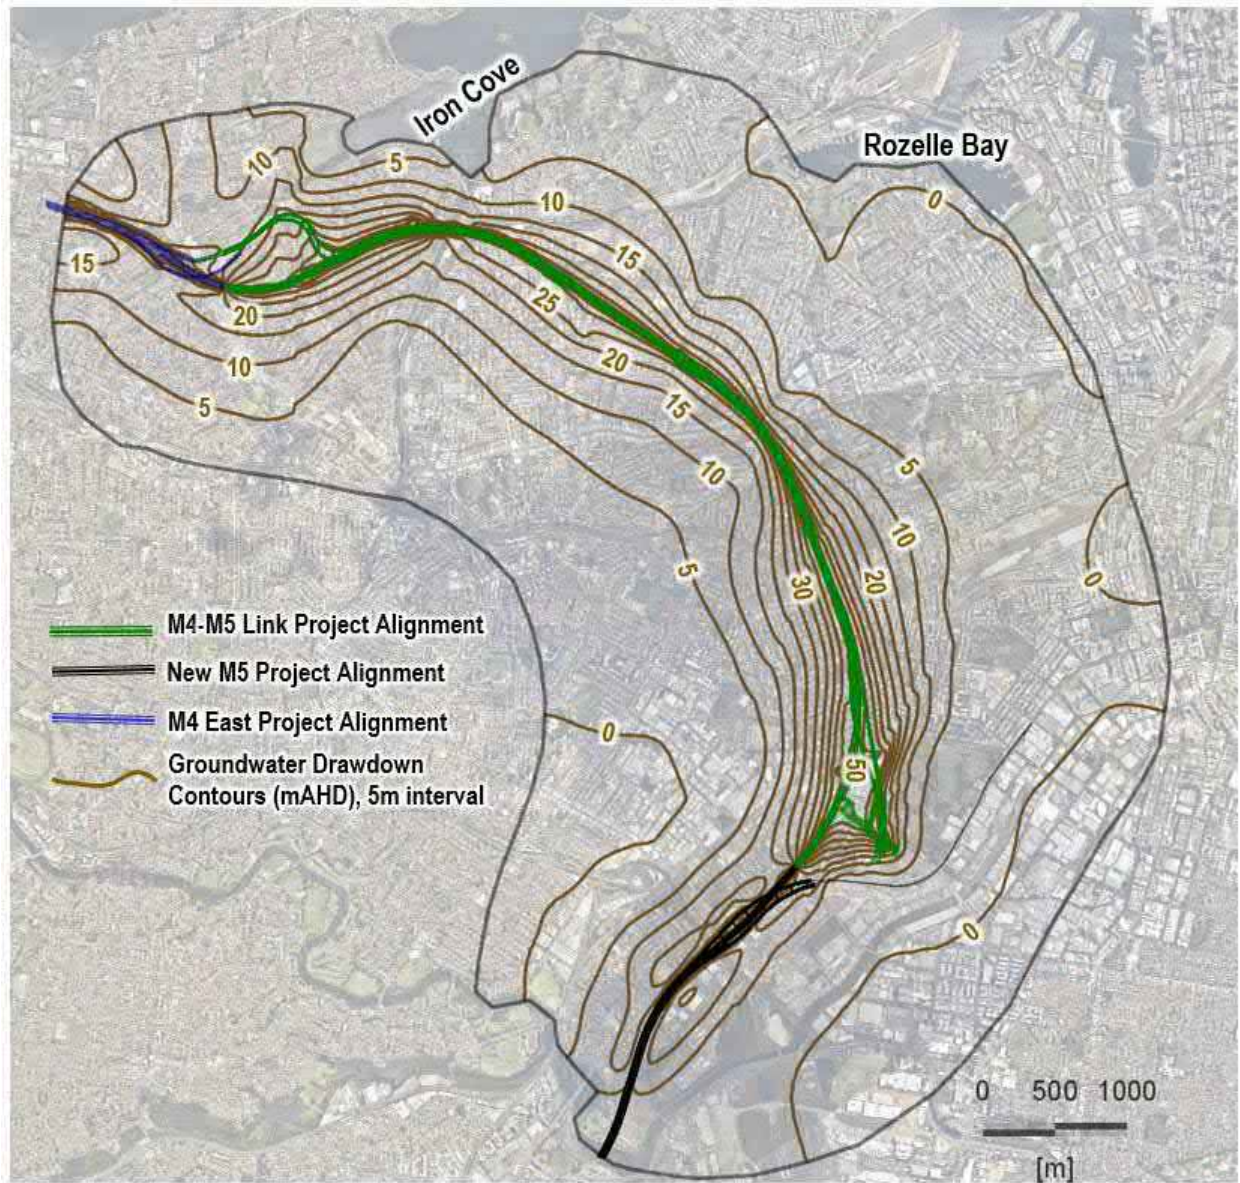 Iron Cove
Rozelle Bay
10
5
10
0
15
15
25
20
20
10
15
5
10
5
10
5
30
20
0
50
0
0
0
M4-M5 Link Project Alignment
New M5 Project Alignment
M4 East Project Alignment
Groundwater Drawdown
Contours (mAHD), 5m interval
0 500 1000
[m]